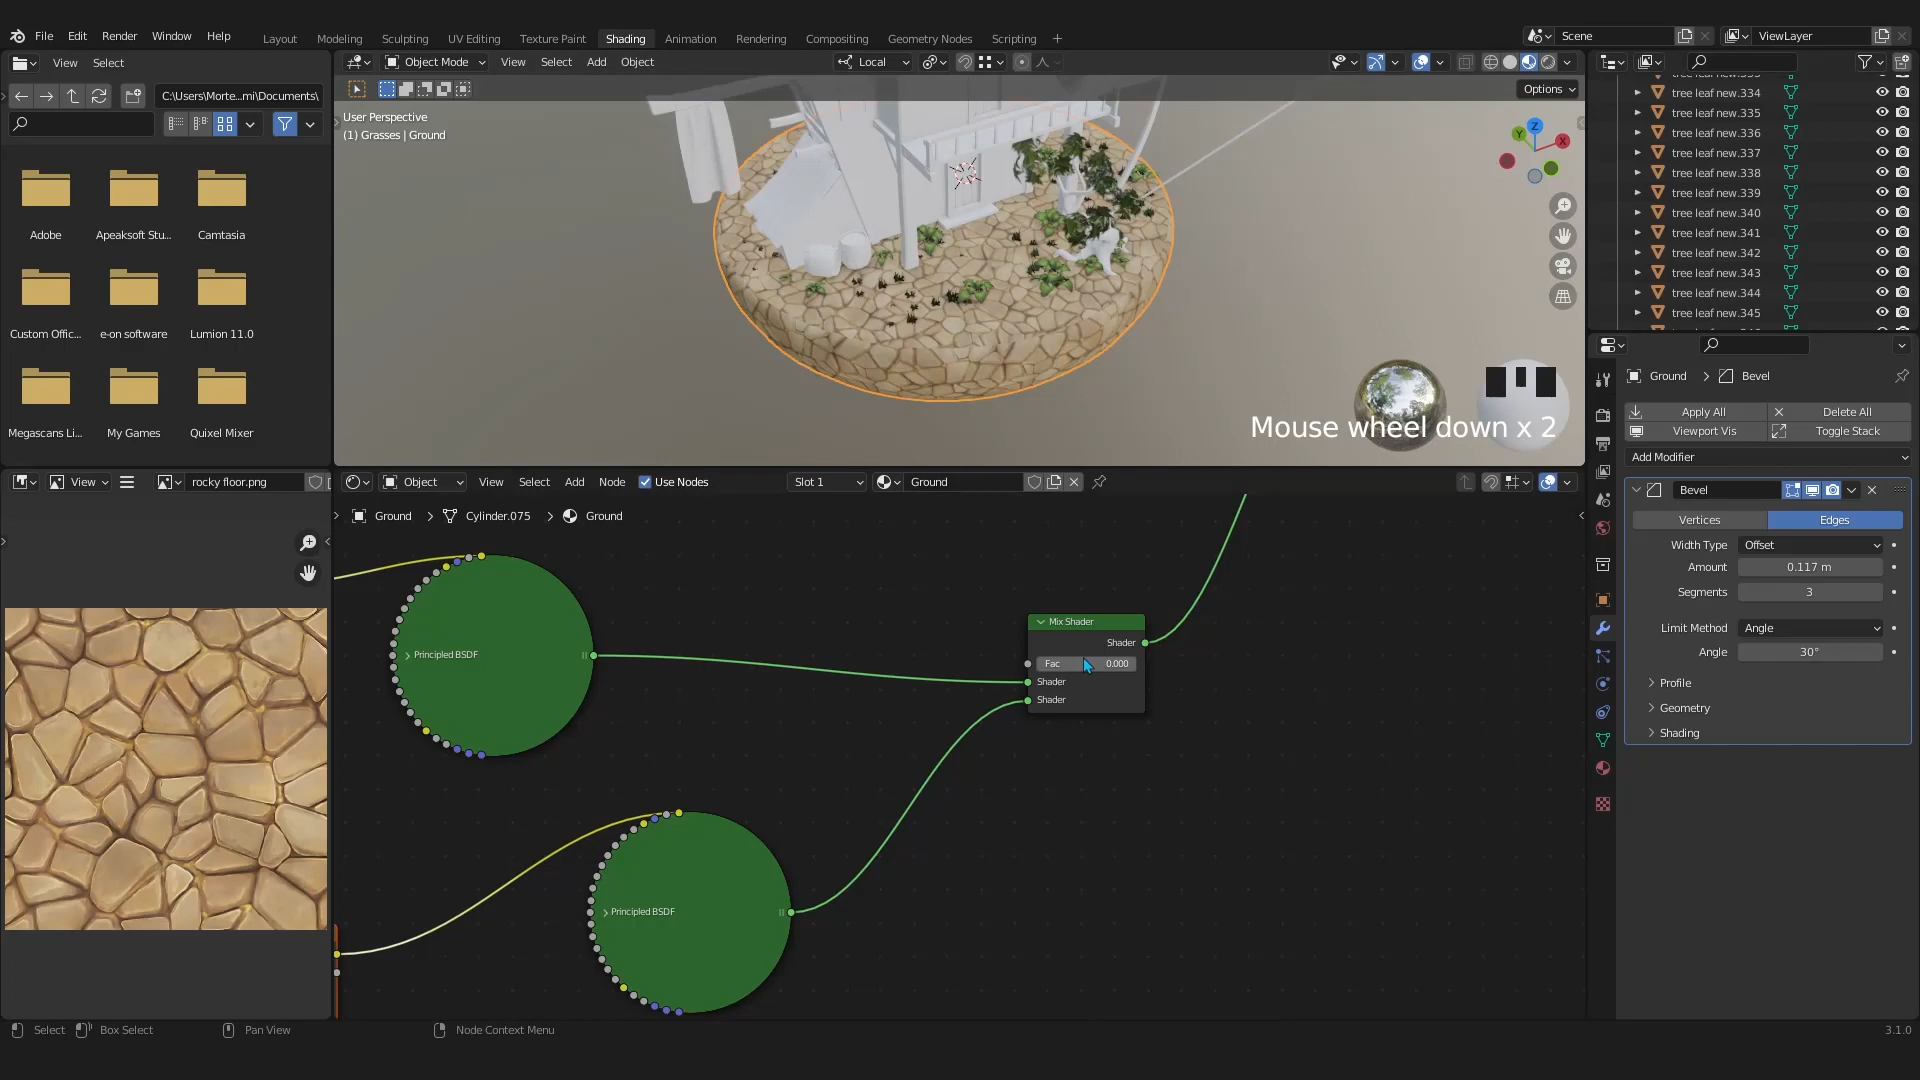 File Edit Render Window Help
Layout Modeling Sculpting UV Editing Texture Paint Shading Animation Rendering Compositing Geometry Nodes Scripting +
Scene
ViewLayer
View Select
Object Mode View Select Add Object
Local
C:\Users\Morte...mi\Documents\
Options
User Perspective
(1) Grasses | Ground
Z
Y
X
Adobe
Apeaksoft Stu...
Camtasia
Custom Offic...
e-on software
Lumion 11.0
Megascans Li...
My Games
Quixel Mixer
Mouse wheel down x 2
tree leaf new.334
tree leaf new.335
tree leaf new.336
tree leaf new.337
tree leaf new.338
tree leaf new.339
tree leaf new.340
tree leaf new.341
tree leaf new.342
tree leaf new.343
tree leaf new.344
tree leaf new.345
Ground > Bevel
Apply All
Delete All
Viewport Vis
Toggle Stack
Add Modifier
Bevel
Vertices
Edges
Width Type Offset
Amount 0.117 m
Segments 3
Limit Method Angle
Angle 30°
Profile
Geometry
Shading
View
rocky floor.png
Object View Select Add Node Use Nodes
Slot 1
Ground
Ground > Cylinder.075 > Ground
Principled BSDF
Mix Shader
Shader
Fac 0.000
Shader
Shader
Principled BSDF
Select
Box Select
Pan View
Node Context Menu
3.1.0